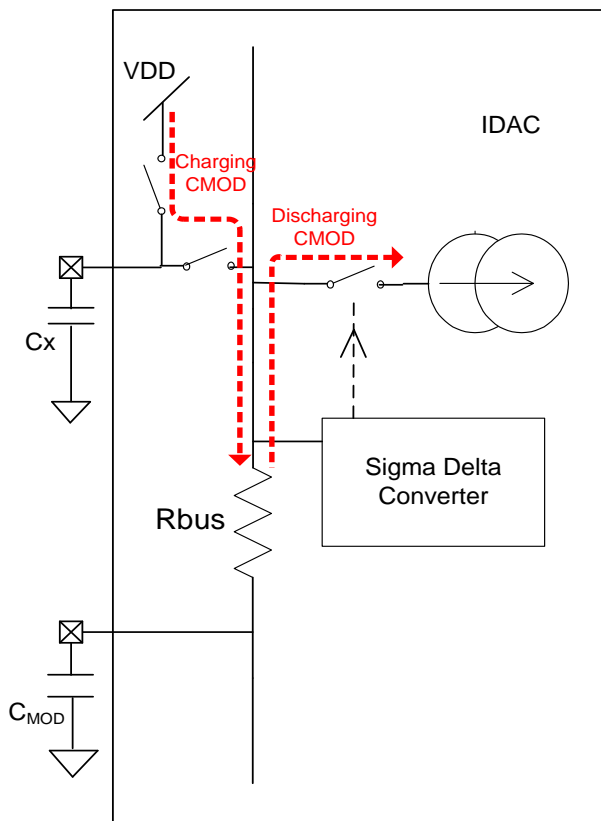 VDD
IDAC
Charging
CMOD
Discharging
CMOD
Cx
Sigma Delta
Converter
Rbus
CMOD